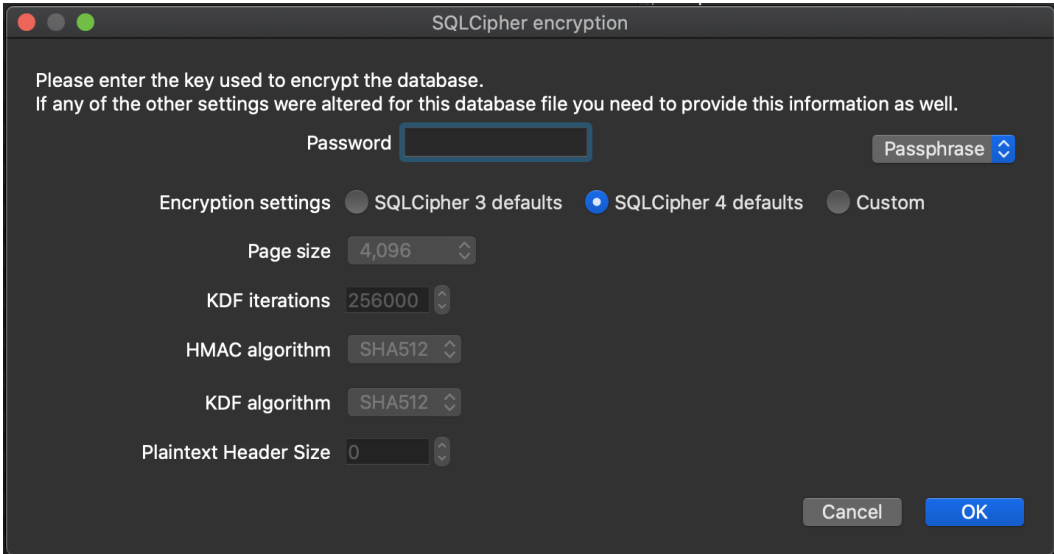 SQLCipher encryption
Please enter the key used to encrypt the database.
If any of the other settings were altered for this database file you need to provide this information as well.
Password Passphrase
Encryption settings SQLCipher 3 defaults SQLCipher 4 defaults Custom
Page size 4,096
KDF iterations 256000
HMAC algorithm SHA512
KDF algorithm SHA512
Plaintext Header Size 0
Cancel OK